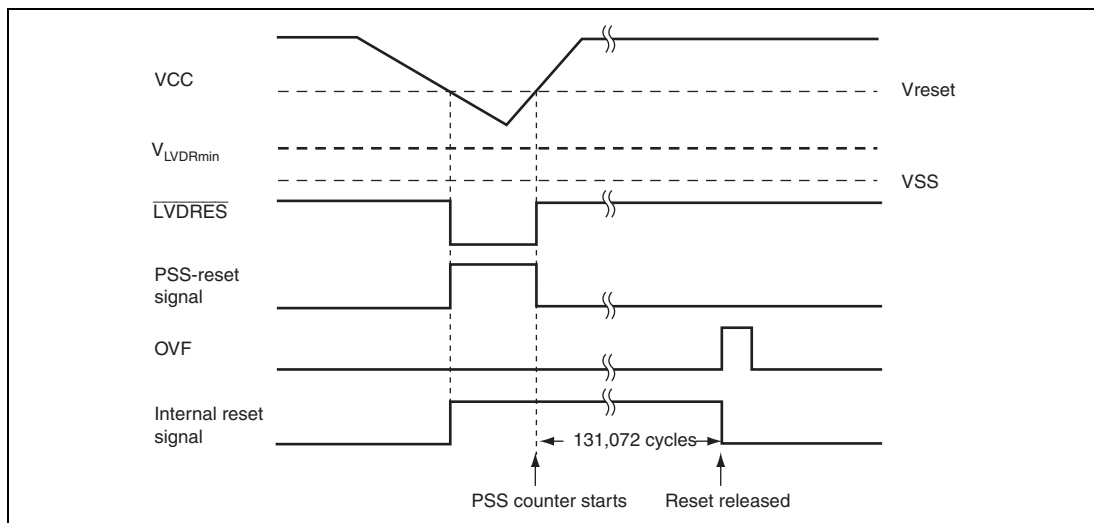 VCC
Vreset
VLVDRmin
VSS
LVDRES
PSS-reset
signal
OVF
Internal reset
signal
131,072 cycles
PSS counter starts
Reset released